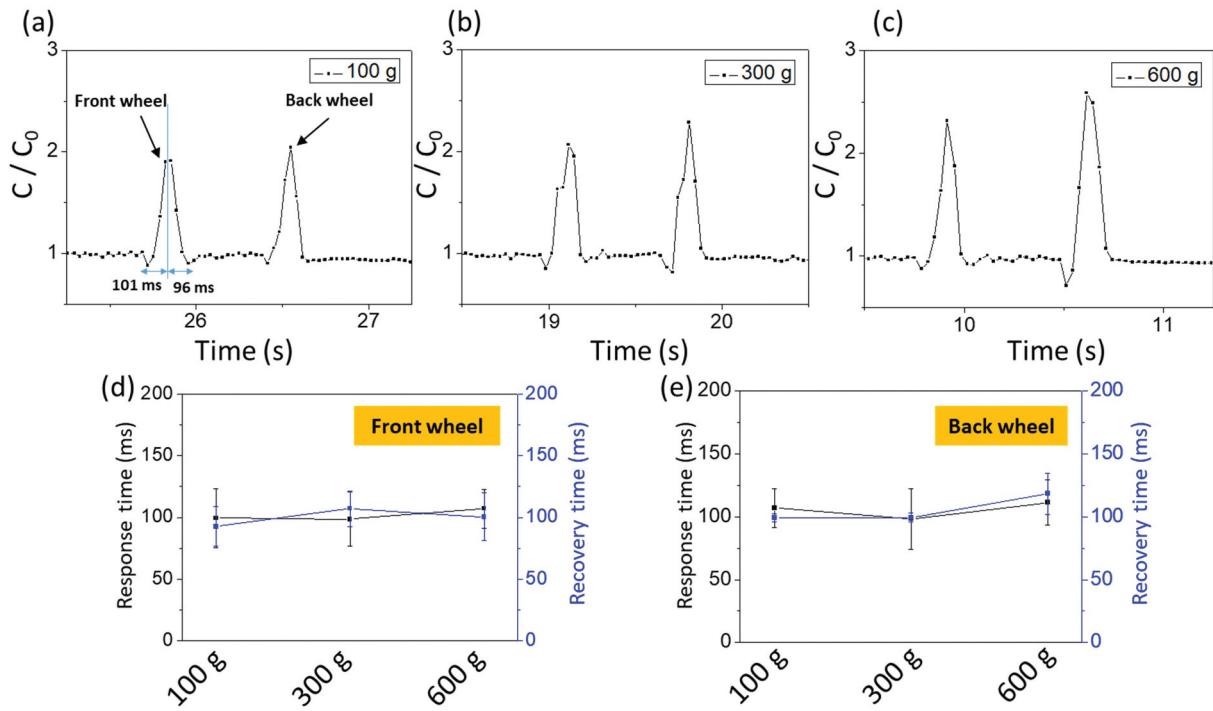 (a)
3
2
1
C / C0
100 g
Front wheel
Back wheel
101 ms
96 ms
26
27
Time (s)
(b)
3
2
1
C / C0
300 g
19
20
Time (s)
(c)
3
2
1
C / C0
600 g
10
11
Time (s)
(d)
200
150
100
50
0
Response time (ms)
Front wheel
200
150
100
50
0
Recovery time (ms)
100 g
300 g
600 g
(e)
200
150
100
50
0
Response time (ms)
Back wheel
200
150
100
50
0
Recovery time (ms)
100 g
300 g
600 g